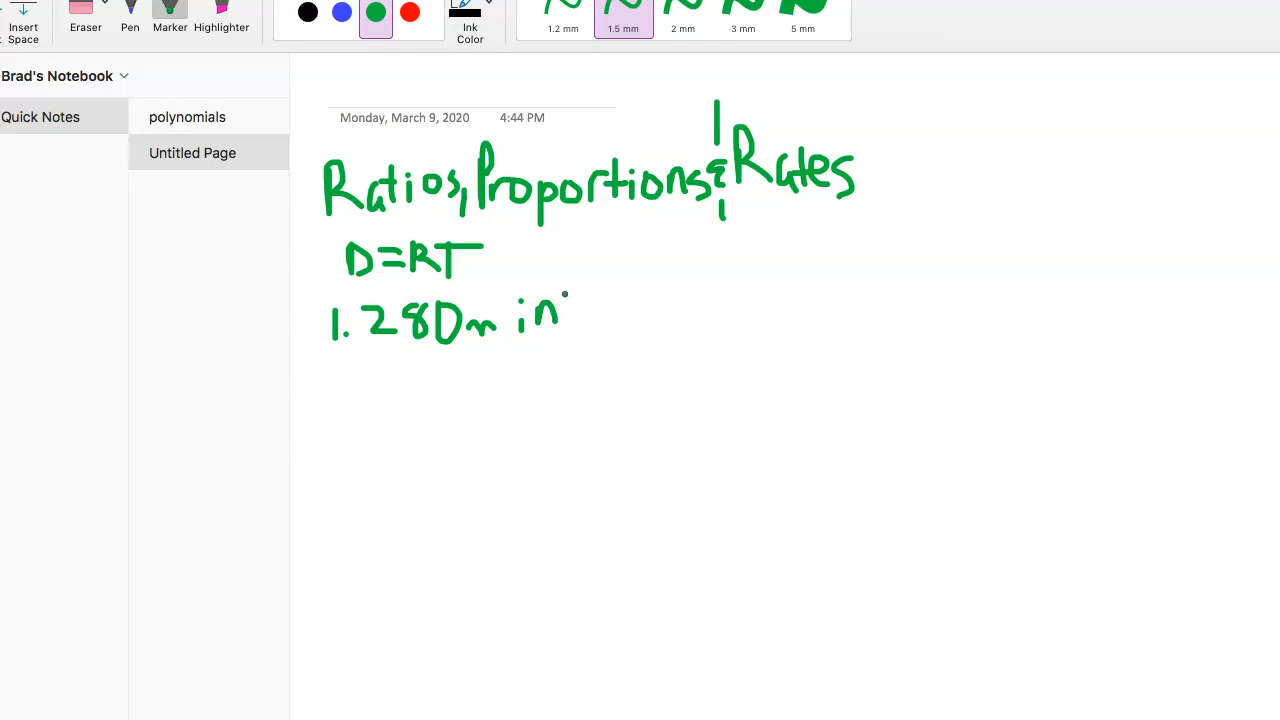 Insert Space
Eraser
Pen
Marker
Highlighter
Ink Color
1.2 mm
1.5 mm
2 mm
3 mm
5 mm
Brad's Notebook
Quick Notes
polynomials
Untitled Page
Monday, March 9, 2020 4:44 PM
Ratios, Proportions & Rates
D=RT
1. 280m in